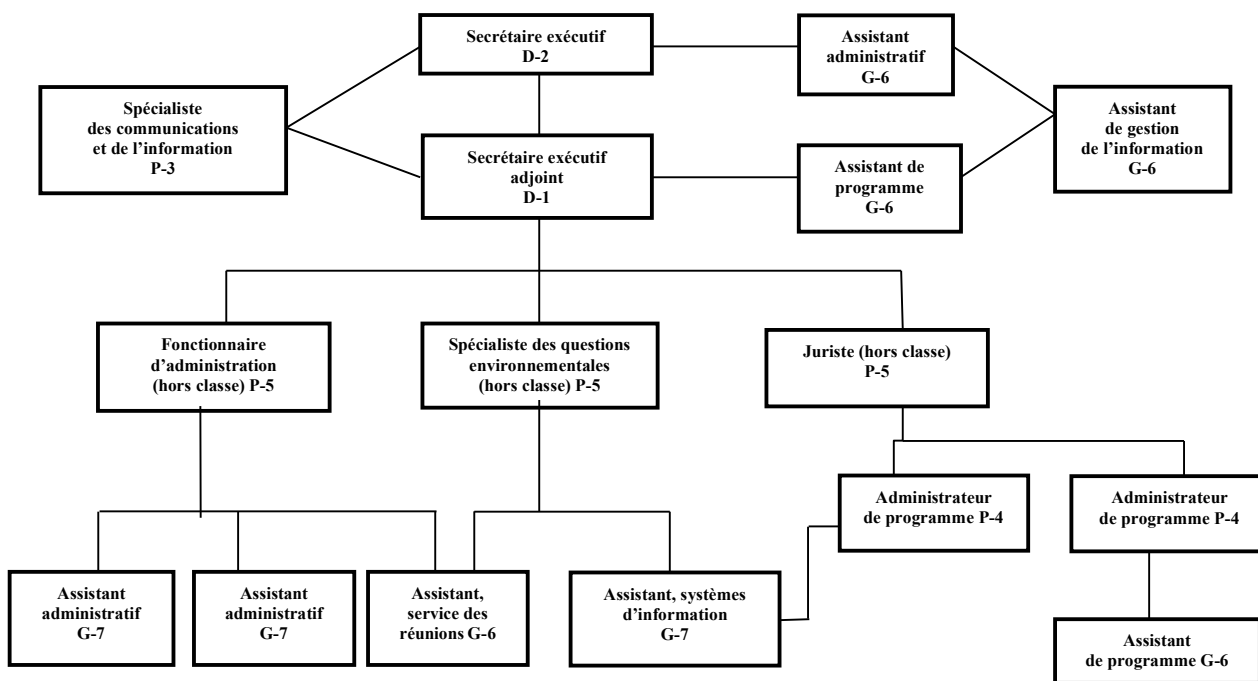 Secrétaire exécutif
D-2
Assistant
administratif
G-6
Spécialiste
des communications
et de l'information
P-3
Assistant
de gestion
de l'information
G-6
Secrétaire exécutif
adjoint
D-1
Assistant de
programme
G-6
Fonctionnaire
d'administration
(hors classe) P-5
Spécialiste des questions
environnementales
(hors classe) P-5
Juriste (hors classe)
P-5
Administrateur
de programme P-4
Administrateur
de programme P-4
Assistant
administratif
G-7
Assistant
administratif
G-7
Assistant,
service des
réunions G-6
Assistant, systèmes
d'information
G-7
Assistant
de programme G-6